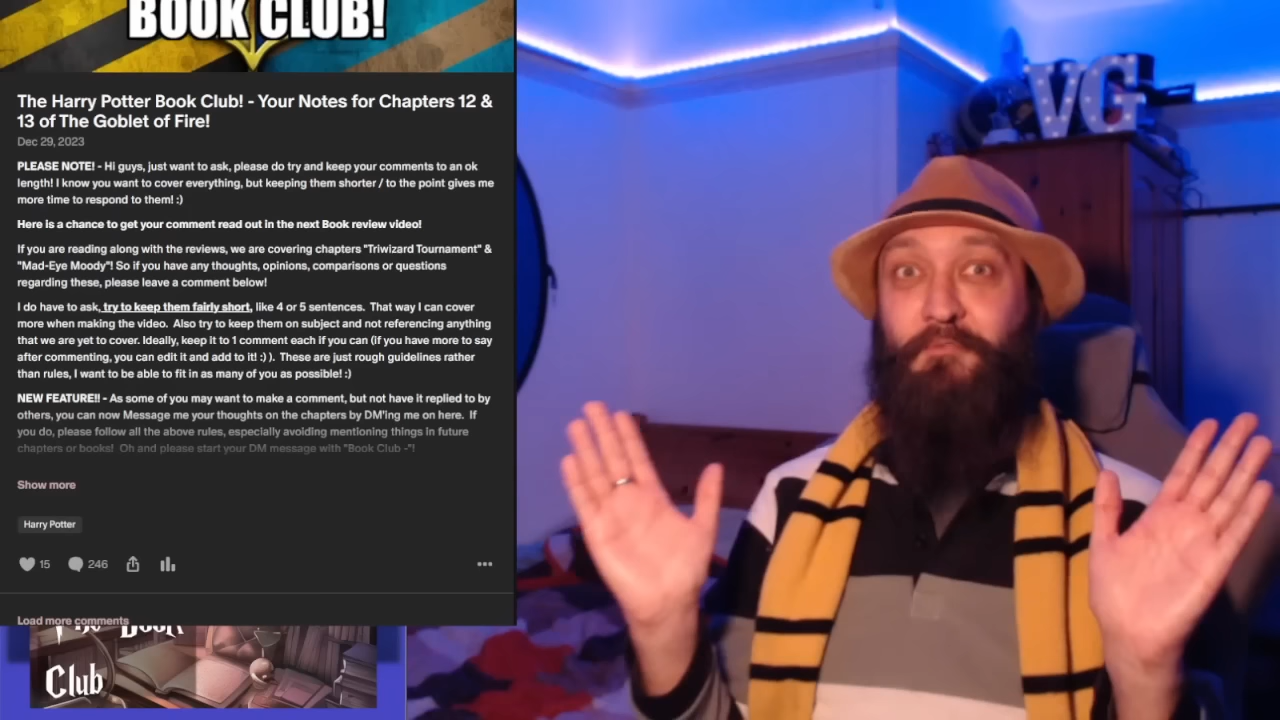 BOOK CLUB!
The Harry Potter Book Club! - Your Notes for Chapters 12 &
13 of The Goblet of Fire!
Dec 29, 2023
PLEASE NOTE! - Hi guys, just want to ask, please do try and keep your comments to an ok
length! I know you want to cover everything, but keeping them shorter / to the point gives me
more time to respond to them! :)
Here is a chance to get your comment read out in the next Book review video!
If you are reading along with the reviews, we are covering chapters "Triwizard Tournament" &
"Mad-Eye Moody"! So if you have any thoughts, opinions, comparisons or questions
regarding these, please leave a comment below!
I do have to ask, try to keep them fairly short, like 4 or 5 sentences. That way I can cover
more when making the video. Also try to keep them on subject and not referencing anything
that we are yet to cover. Ideally, keep it to 1 comment each if you can (if you have more to say
after commenting, you can edit it and add to it! :) ). These are just rough guidelines rather
than rules, I want to be able to fit in as many of you as possible! :)
NEW FEATURE!! - As some of you may want to make a comment, but not have it replied to by
others, you can now Message me your thoughts on the chapters by DM'ing me on here. If
you do, please follow all the above rules, especially avoiding mentioning things in future
chapters or books! Oh and please start your DM message with "Book Club -"!
Show more
Harry Potter
15 246
Load more comments
The Book
Club
VG